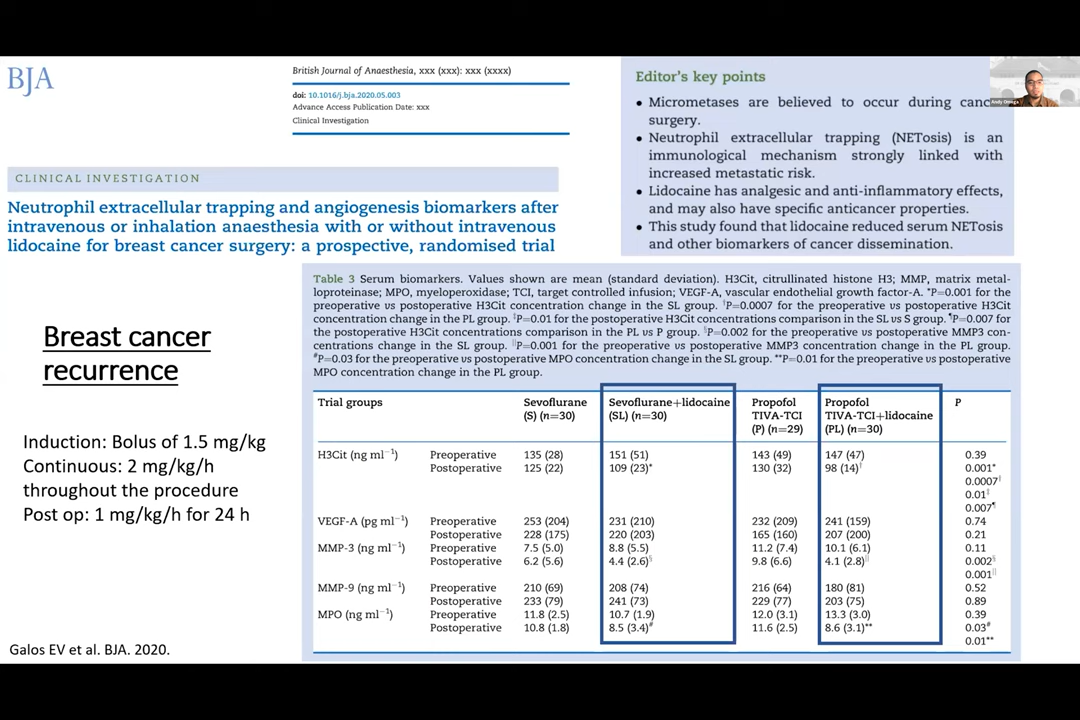 BJA
British Journal of Anaesthesia, xxx (xxx): xxx (xxxx)
doi: 10.1016/j.bja.2020.05.003
Advance Access Publication Date: xxx
Clinical Investigation
CLINICAL INVESTIGATION
Neutrophil extracellular trapping and angiogenesis biomarkers after
intravenous or inhalation anaesthesia with or without intravenous
lidocaine for breast cancer surgery: a prospective, randomised trial
Editor's key points
• Micrometases are believed to occur during
surgery.
• Neutrophil extracellular trapping (NETosis) is an
immunological mechanism strongly linked with
increased metastatic risk.
• Lidocaine has analgesic and anti-inflammatory effects,
and may also have specific anticancer properties.
• This study found that lidocaine reduced serum NETosis
and other biomarkers of cancer dissemination.
Andy Omega
Breast cancer
recurrence
Induction: Bolus of 1.5 mg/kg
Continuous: 2 mg/kg/h
throughout the procedure
Post op: 1 mg/kg/h for 24 h
Galos EV et al. BJA. 2020.
Table 3 Serum biomarkers. Values shown are mean (standard deviation). H3Cit, citrullinated histone H3; MMP, matrix metal-
loproteinase; MPO, myeloperoxidase; TCI, target controlled infusion; VEGF-A, vascular endothelial growth factor-A. *P=0.001 for the
preoperative vs postoperative H3Cit concentration change in the SL group. †P=0.0007 for the preoperative vs postoperative H3Cit
concentration change in the PL group. ‡P=0.01 for the postoperative H3Cit concentrations comparison in the SL vs S group. ¶P=0.007 for
the postoperative H3Cit concentrations comparison in the PL vs P group. §P=0.002 for the preoperative vs postoperative MMP3 con-
centrations change in the SL group. ||P=0.001 for the preoperative vs postoperative MMP3 concentration change in the PL group.
#P=0.03 for the preoperative vs postoperative MPO concentration change in the SL group. **P=0.01 for the preoperative vs postoperative
MPO concentration change in the PL group.
Trial groups Sevoflurane Sevoflurane+lidocaine Propofol Propofol P
(S) (n=30) (SL) (n=30) TIVA-TCI TIVA-TCI+lidocaine
(P) (n=29) (PL) (n=30)
H3Cit (ng ml−1) Preoperative 135 (28) 151 (51) 143 (49) 147 (47) 0.39
Postoperative 125 (22) 109 (23)* 130 (32) 98 (14)† 0.001*
0.0007†
0.01‡
0.007¶
VEGF-A (pg ml−1) Preoperative 253 (204) 231 (210) 232 (209) 241 (159) 0.74
Postoperative 228 (175) 220 (203) 165 (160) 207 (200) 0.21
MMP-3 (ng ml−1) Preoperative 7.5 (5.0) 8.8 (5.5) 11.2 (7.4) 10.1 (6.1) 0.11
Postoperative 6.2 (5.6) 4.4 (2.6)§ 9.8 (6.6) 4.1 (2.8)|| 0.002§
0.001||
MMP-9 (ng ml−1) Preoperative 210 (69) 208 (74) 216 (64) 180 (81) 0.52
Postoperative 233 (79) 241 (73) 229 (77) 203 (75) 0.89
MPO (ng ml−1) Preoperative 11.8 (2.5) 10.7 (1.9) 12.0 (3.1) 13.3 (3.0) 0.39
Postoperative 10.8 (1.8) 8.5 (3.4)# 11.6 (2.5) 8.6 (3.1)** 0.03#
0.01**